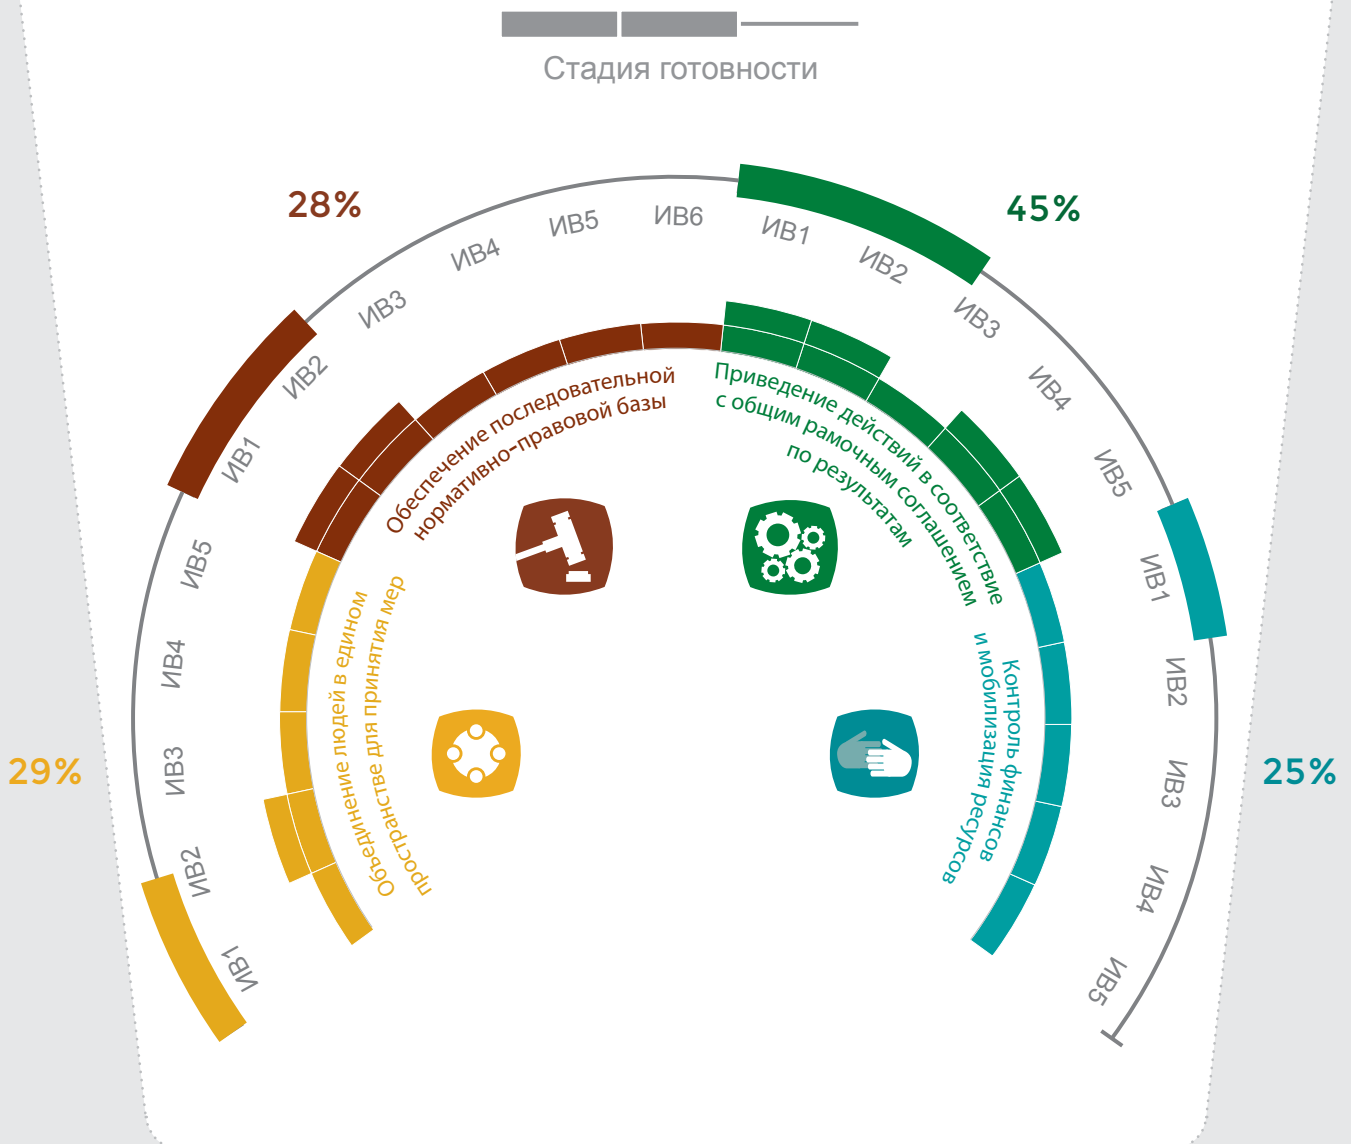 Стадия готовности
28%
45%
29%
25%
ИВ1
ИВ2
ИВ3
ИВ4
ИВ5
ИВ1
ИВ2
ИВ3
ИВ4
ИВ5
ИВ6
ИВ1
ИВ2
ИВ3
ИВ4
ИВ5
ИВ1
ИВ2
ИВ3
ИВ4
ИВ5
Объединение людей в едином
пространстве для принятия мер
Обеспечение последовательной
нормативно-правовой базы
Приведение действий в соответствие
с общим рамочным соглашением
по результатам
Контроль финансов
и мобилизация ресурсов